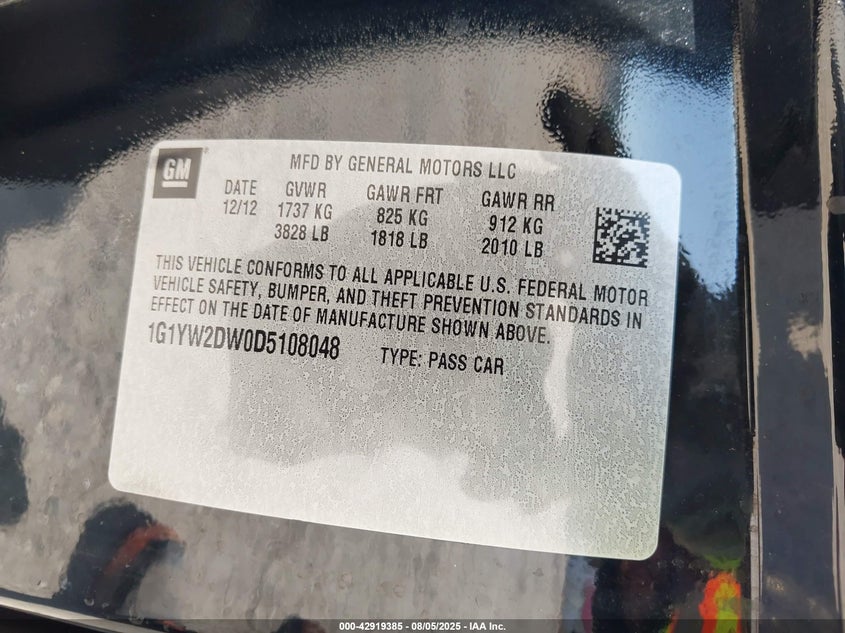 GM
MFD BY GENERAL MOTORS LLC
DATE GVWR GAWR FRT GAWR RR
12/12 1737 KG 825 KG 912 KG
3828 LB 1818 LB 2010 LB
THIS VEHICLE CONFORMS TO ALL APPLICABLE U.S. FEDERAL MOTOR
VEHICLE SAFETY, BUMPER, AND THEFT PREVENTION STANDARDS IN
EFFECT ON THE DATE OF MANUFACTURE SHOWN ABOVE.
1G1YW2DW0D5108048 TYPE: PASS CAR
000-42919385 - 08/05/2025 - IAA Inc.